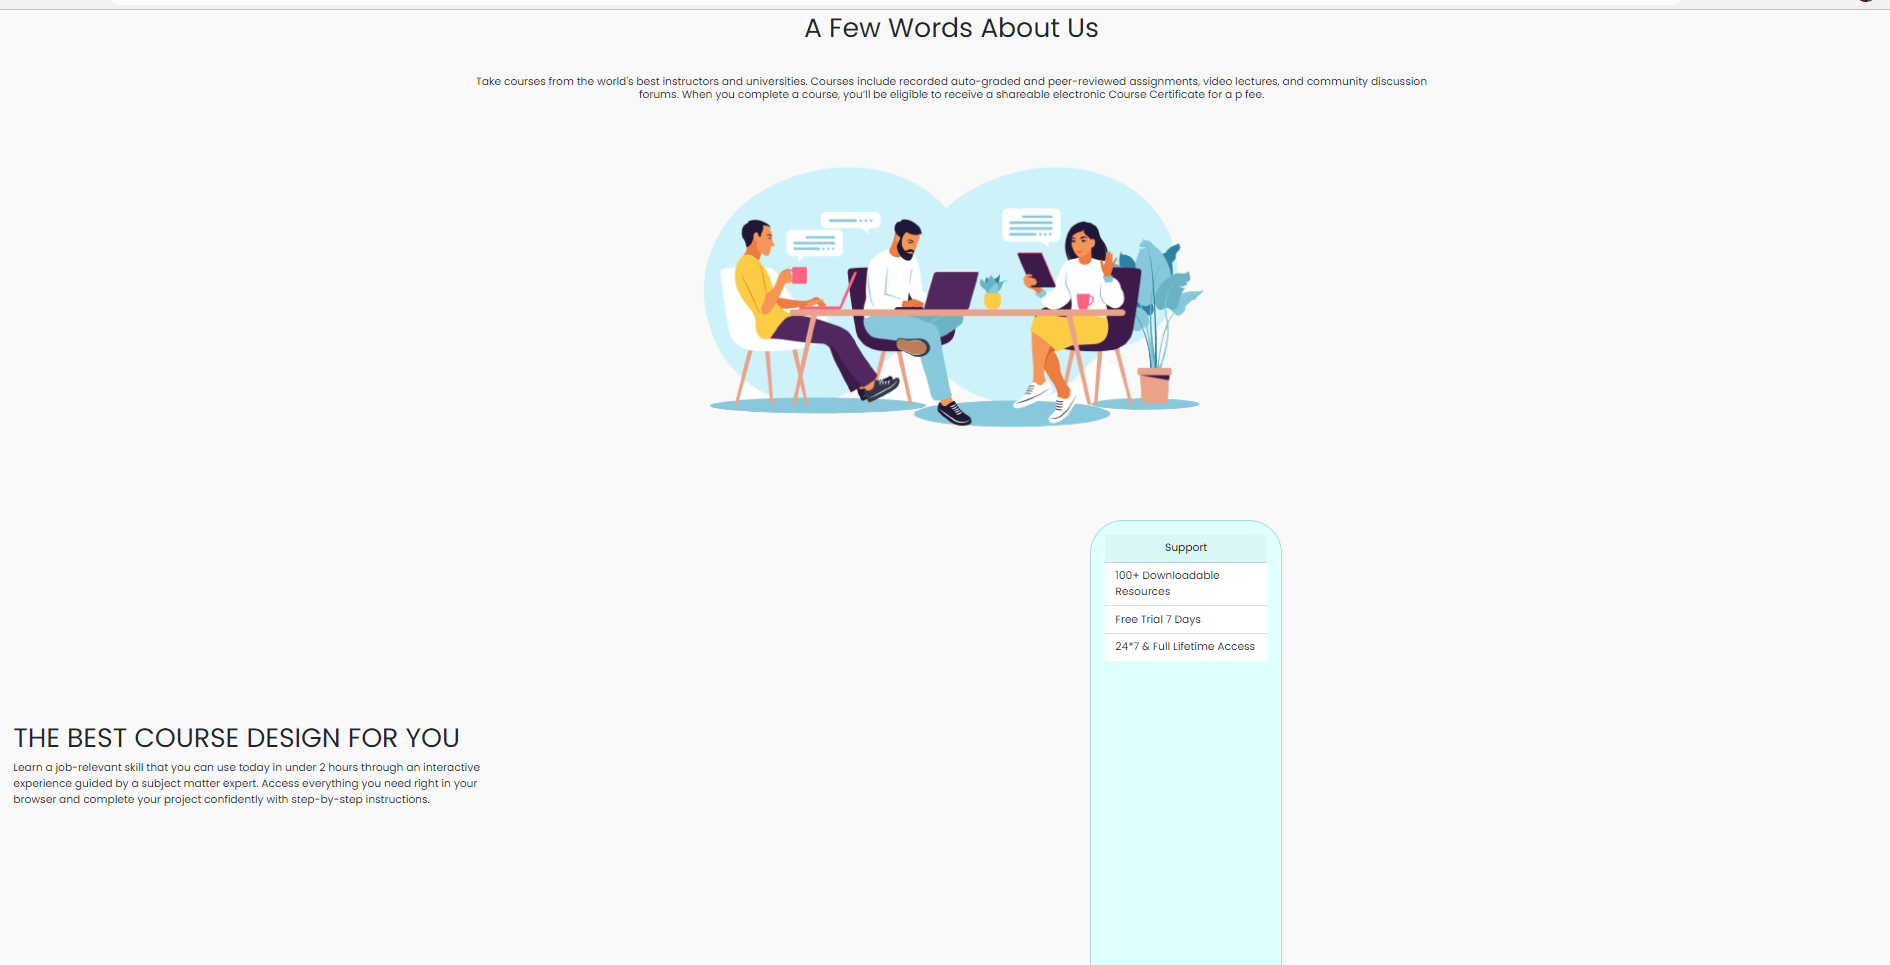 A Few Words About Us
Take courses from the world's best instructors and universities. Courses include recorded auto-graded and peer-reviewed assignments, video lectures, and community discussion
forums. When you complete a course, you'll be eligible to receive a shareable electronic Course Certificate for a p fee.
Support
100+ Downloadable
Resources
Free Trial 7 Days
24*7 & Full Lifetime Access
THE BEST COURSE DESIGN FOR YOU
Learn a job-relevant skill that you can use today in under 2 hours through an interactive
experience guided by a subject matter expert. Access everything you need right in your
browser and complete your project confidently with step-by-step instructions.